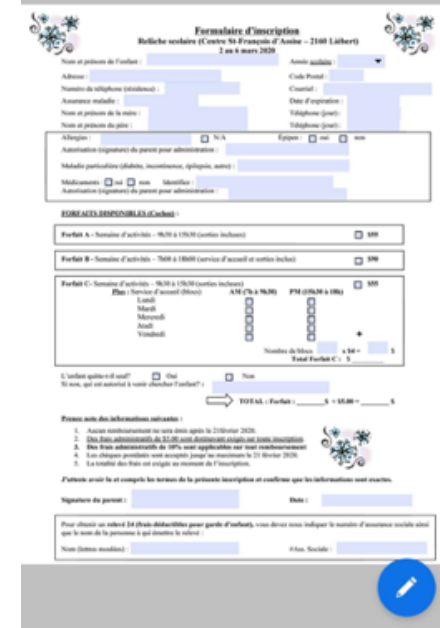 Formulaire d'inscription
Relâche scolaire (Centre St-François d'Assise – 2160 Liébert)
2 au 6 mars 2020
Nom et prénom de l'enfant : Année scolaire :
Adresse : Code Postal :
Numéro de téléphone (résidence) : Courriel :
Assurance maladie : Date d'expiration :
Nom et prénom de la mère : Téléphone (jour) :
Nom et prénom du père : Téléphone (jour) :
Allergies : N/A Épipen : oui non
Autorisation (signature) du parent pour administration :
Maladie particulière (diabète, incontinence, épilepsie, autre) :
Médicaments oui non Identifier :
Autorisation (signature) du parent pour administration :
FORFAITS DISPONIBLES (Cochez) :
Forfait A - Semaine d'activités – 9h30 à 15h30 (sorties incluses) $55
Forfait B - Semaine d'activités – 7h00 à 18h00 (service d'accueil et sorties inclus) $90
Forfait C- Semaine d'activités – 9h30 à 15h30 (sorties incluses) $55
Plus : Service d'accueil (blocs) AM (7h à 9h30) PM (15h30 à 18h)
Lundi
Mardi
Mercredi
Jeudi
Vendredi +
Nombre de blocs x $4 = $
Total Forfait C : $
L'enfant quitte-t-il seul? Oui Non
Si non, qui est autorisé à venir chercher l'enfant? :
TOTAL : Forfait : $ + $5.00 = $
Prenez note des informations suivantes :
1. Aucun remboursement ne sera émis après le 21 février 2020.
2. Des frais administratifs de $5.00 sont dorénavant exigés sur toute inscription.
3. Des frais administratifs de 10% sont applicables sur tout remboursement
4. Les chèques postdatés sont acceptés jusqu'au maximum le 21 février 2020.
5. La totalité des frais est exigée au moment de l'inscription.
J'atteste avoir lu et compris les termes de la présente inscription et confirme que les informations sont exactes.
Signature du parent : Date :
Pour obtenir un relevé 24 (frais déductibles pour garde d'enfant), vous devez nous indiquer le numéro d'assurance sociale ainsi
que le nom de la personne à qui émettre le relevé :
Nom (lettres moulées) : #Ass. Sociale :